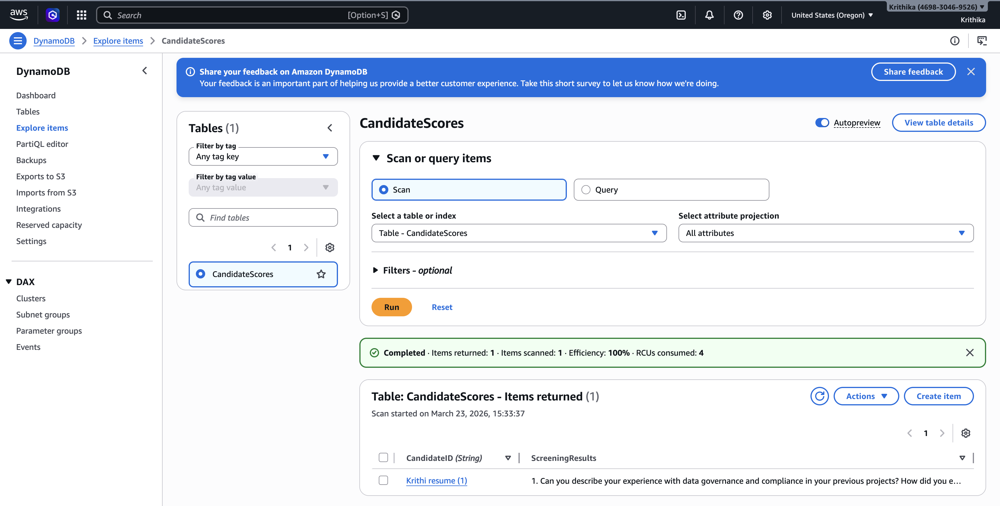 aws
Search
[Option+S]
United States (Oregon)
Krithika (4698-3046-9526)
Krithika
DynamoDB
Explore items
CandidateScores
DynamoDB
Dashboard
Tables
Explore items
PartiQL editor
Backups
Exports to S3
Imports from S3
Integrations
Reserved capacity
Settings
DAX
Clusters
Subnet groups
Parameter groups
Events
Share your feedback on Amazon DynamoDB
Your feedback is an important part of helping us provide a better customer experience. Take this short survey to let us know how we're doing.
Share feedback
Tables (1)
Filter by tag
Any tag key
Filter by tag value
Any tag value
Find tables
1
CandidateScores
CandidateScores
Autopreview
View table details
Scan or query items
Scan
Query
Select a table or index
Table - CandidateScores
Select attribute projection
All attributes
Filters - optional
Run
Reset
Completed · Items returned: 1 · Items scanned: 1 · Efficiency: 100% · RCUs consumed: 4
Table: CandidateScores - Items returned (1)
Scan started on March 23, 2026, 15:33:37
Actions
Create item
1
CandidateID (String)
ScreeningResults
Krithi resume (1)
1. Can you describe your experience with data governance and compliance in your previous projects? How did you e...